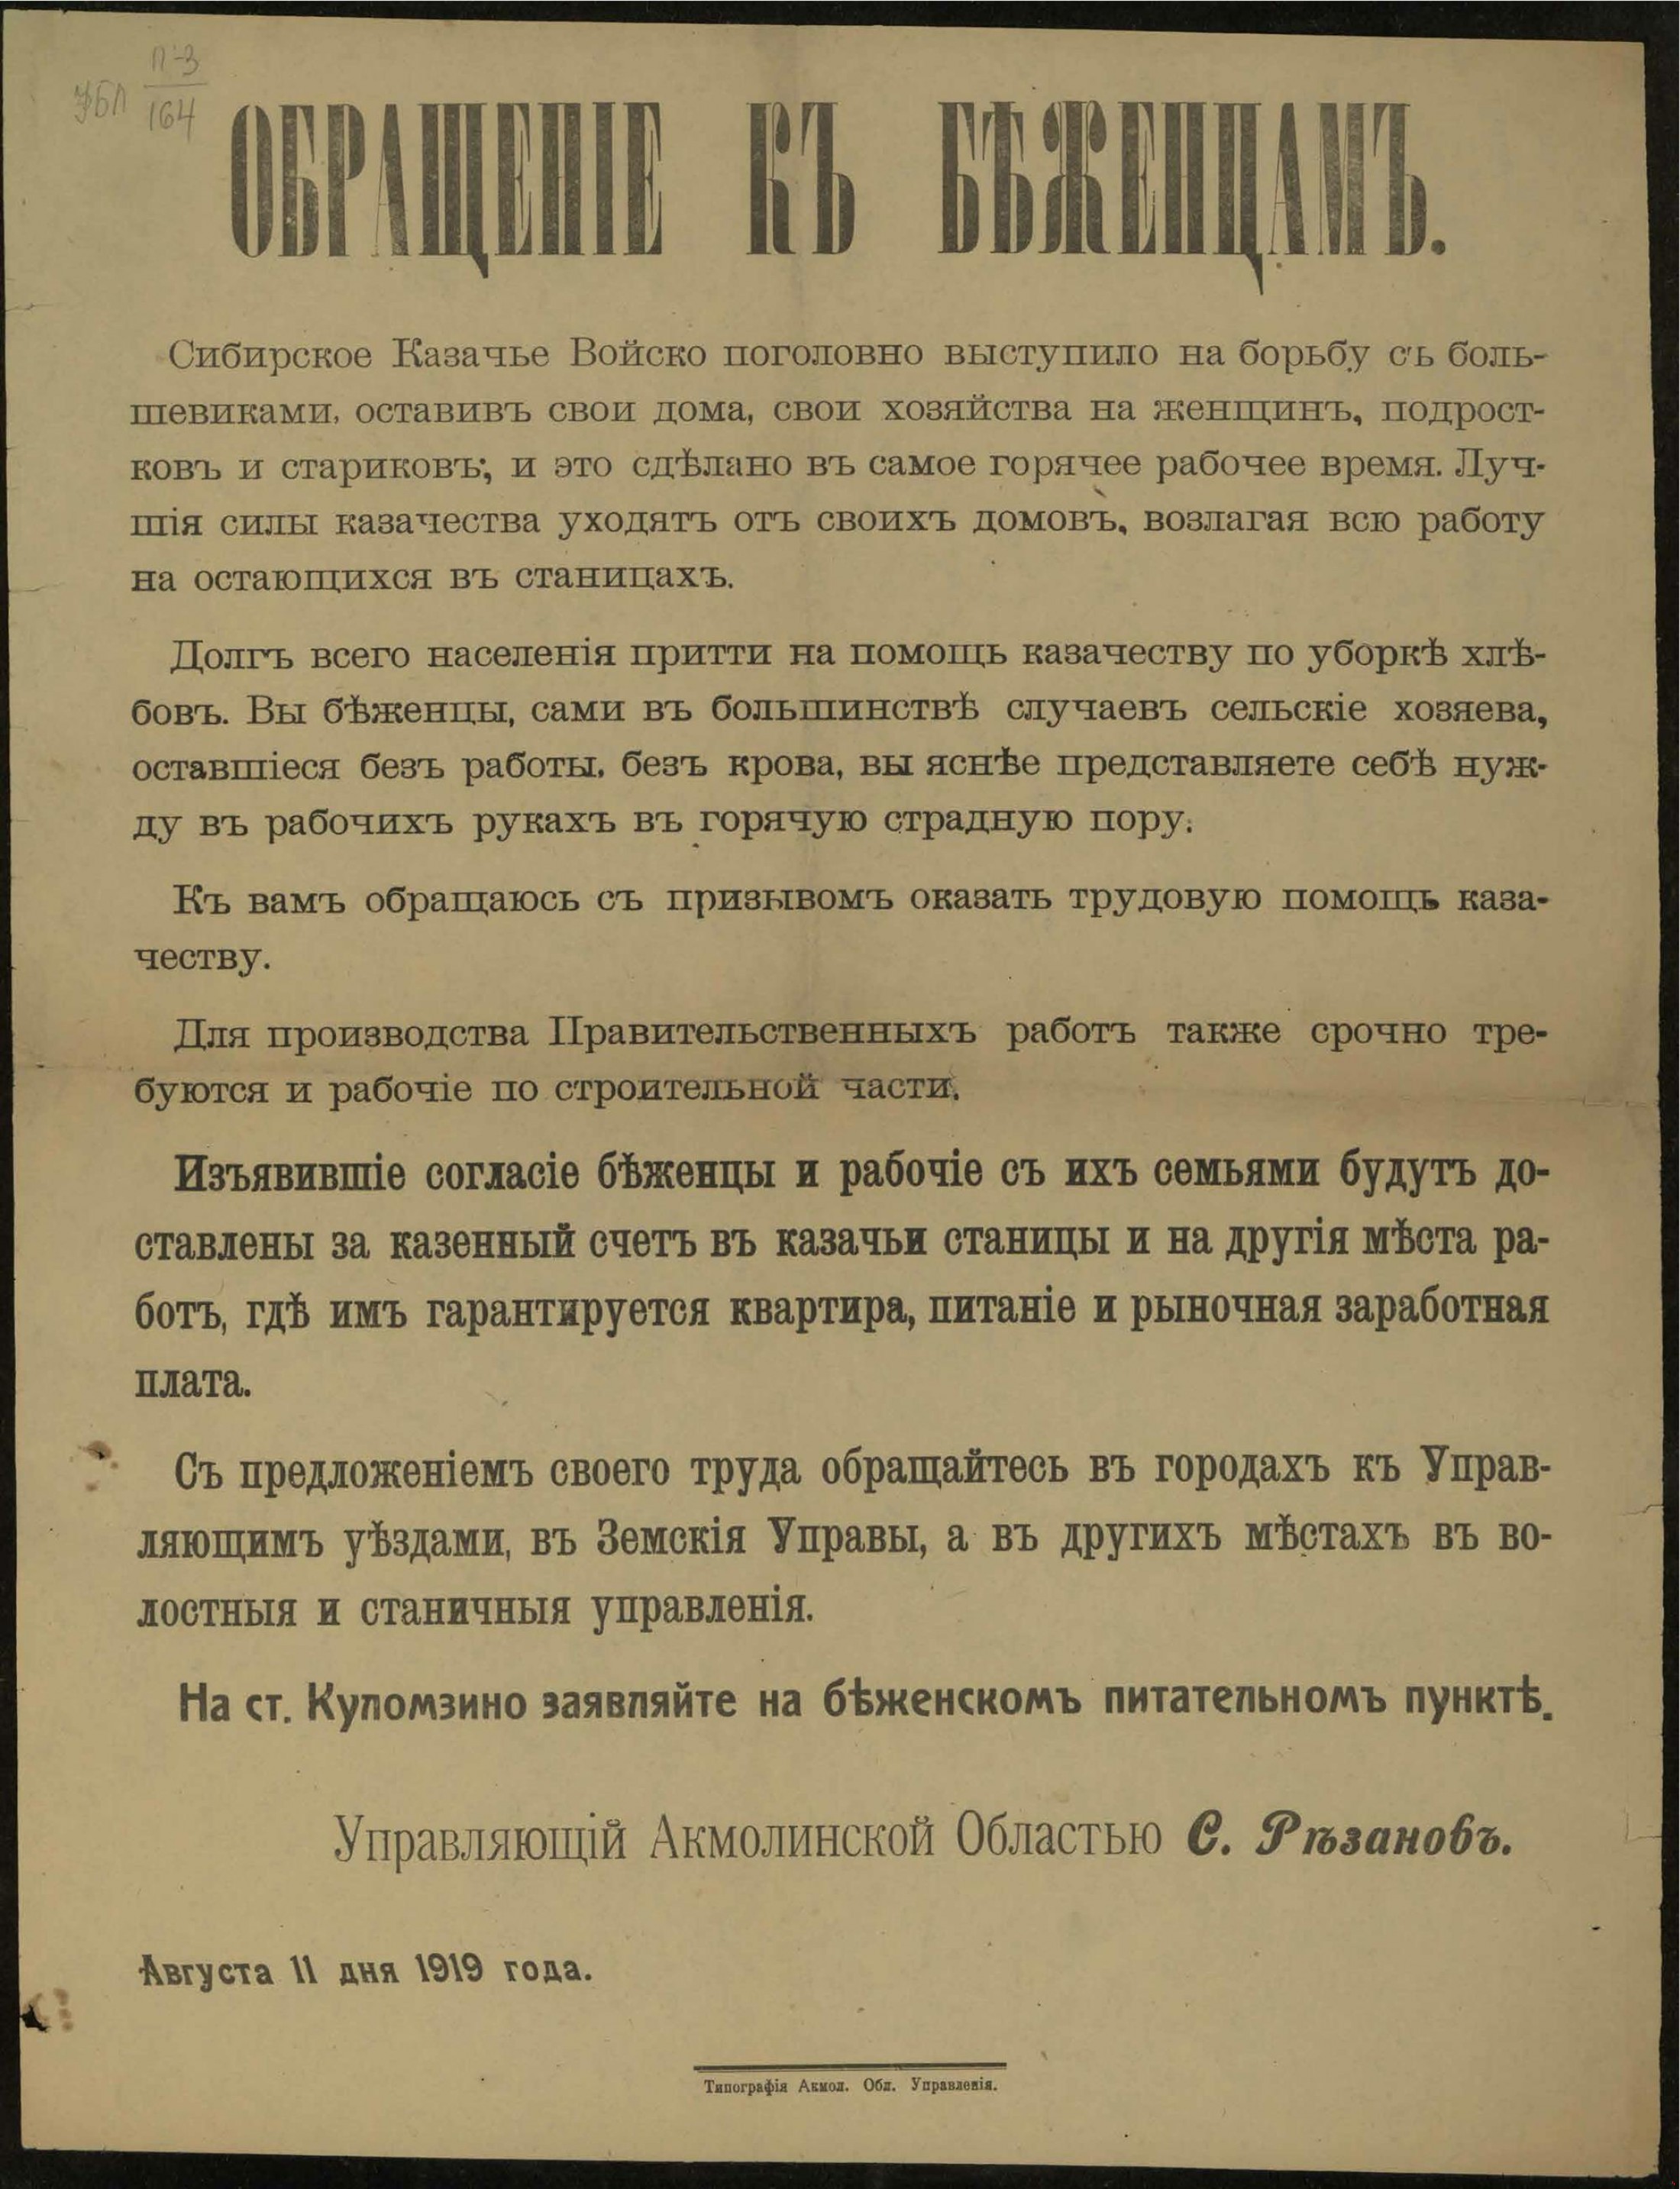 П-3
164
ОБРАЩЕНІЕ КЪ БѢЖЕНЦАМЪ.
Сибирское Казачье Войско поголовно выступило на борьбу съ боль-
шевиками, оставивъ свои дома, свои хозяйства на женщинъ, подрост-
ковъ и стариковъ; и это сдѣлано въ самое горячее рабочее время. Луч-
шія силы казачества уходятъ отъ своихъ домовъ, возлагая всю работу
на остающихся въ станицахъ.
Долгъ всего населенія притти на помощь казачеству по уборкѣ хлѣ-
бовъ. Вы бѣженцы, сами въ большинствѣ случаевъ сельскіе хозяева,
оставшіеся безъ работы, безъ крова, вы яснѣе представляете себѣ нуж-
ду въ рабочихъ рукахъ въ горячую страдную пору.
Къ вамъ обращаюсь съ призывомъ оказать трудовую помощь каза-
честву.
Для производства Правительственныхъ работъ также срочно тре-
буются и рабочіе по строительной части.
Изъявившіе согласіе бѣженцы и рабочіе съ ихъ семьями будутъ до-
ставлены за казенный счетъ въ казачьи станицы и на другія мѣста ра-
ботъ, гдѣ имъ гарантируется квартира, питаніе и рыночная заработная
плата.
Съ предложеніемъ своего труда обращайтесь въ городахъ къ Управ-
ляющимъ уѣздами, въ Земскія Управы, а въ другихъ мѣстахъ въ во-
лостныя и станичныя управленія.
На ст. Куломзино заявляйте на бѣженскомъ питательномъ пунктѣ.
Управляющій Акмолинской Областью С. Рѣзановъ.
Августа 11 дня 1919 года.
Типографія Акмол. Обл. Управленія.